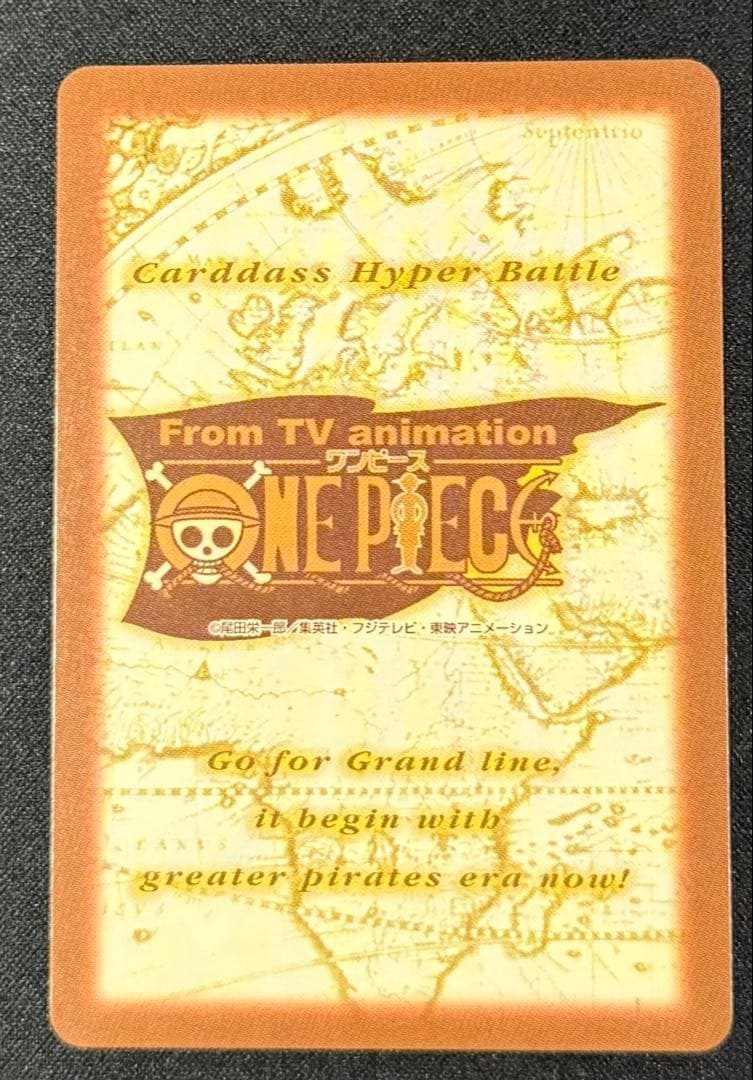 Septentrio
Carddass Hyper Battle
From TV animation
ワンピース
ONE PIECE
©尾田栄一郎/集英社・フジテレビ・東映アニメーション
Go for Grand line,
it begin with
greater pirates era now!